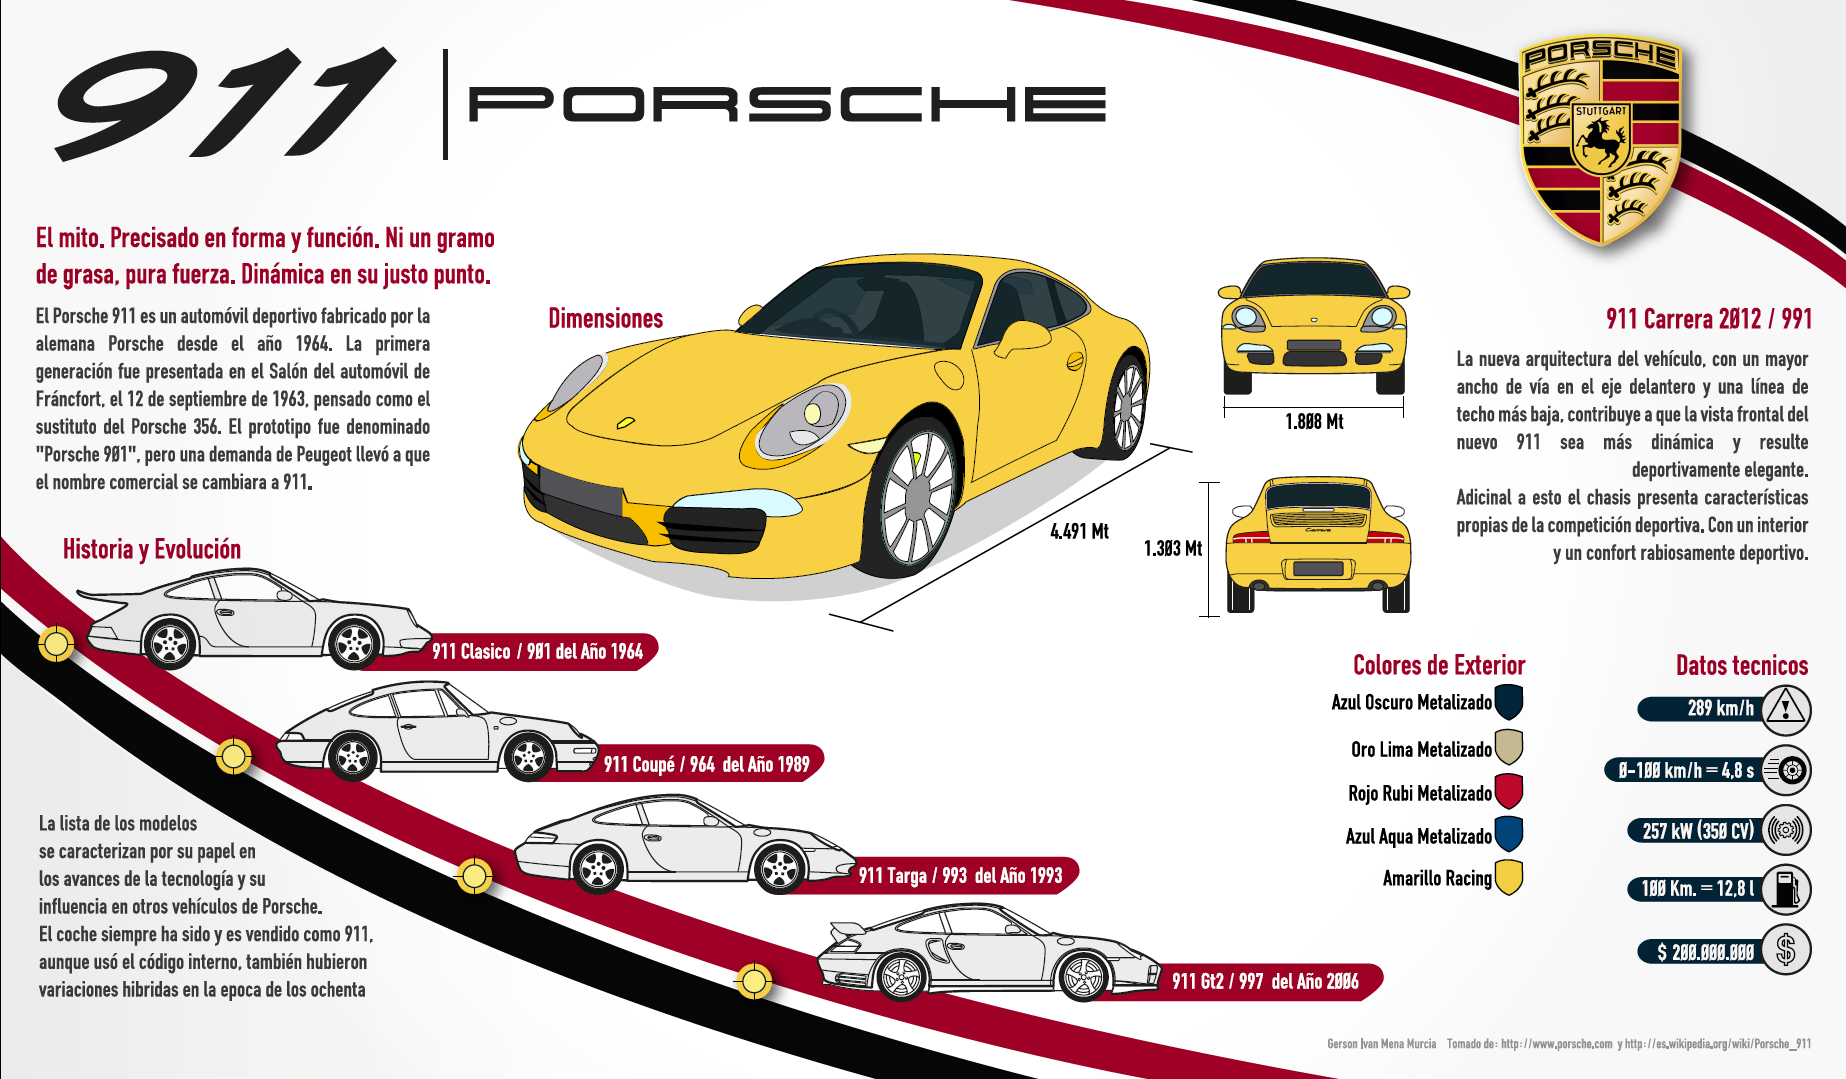 911 PORSCHE
PORSCHE
STUTTGART
El mito. Precisado en forma y función. Ni un gramo
de grasa, pura fuerza. Dinámica en su justo punto.
El Porsche 911 es un automóvil deportivo fabricado por la
alemana Porsche desde el año 1964. La primera
generación fue presentada en el Salón del automóvil de
Fráncfort, el 12 de septiembre de 1963, pensado como el
sustituto del Porsche 356. El prototipo fue denominado
"Porsche 901", pero una demanda de Peugeot llevó a que
el nombre comercial se cambiara a 911.
Dimensiones
4.491 Mt
1.808 Mt
1.303 Mt
Carrera
911 Carrera 2012 / 991
La nueva arquitectura del vehículo, con un mayor
ancho de vía en el eje delantero y una línea de
techo más baja, contribuye a que la vista frontal del
nuevo 911 sea más dinámica y resulte
deportivamente elegante.
Adicinal a esto el chasis presenta características
propias de la competición deportiva. Con un interior
y un confort rabiosamente deportivo.
Historia y Evolución
911 Clasico / 901 del Año 1964
911 Coupé / 964 del Año 1989
911 Targa / 993 del Año 1993
911 Gt2 / 997 del Año 2006
La lista de los modelos
se caracterizan por su papel en
los avances de la tecnología y su
influencia en otros vehículos de Porsche.
El coche siempre ha sido y es vendido como 911,
aunque usó el código interno, también hubieron
variaciones hibridas en la epoca de los ochenta
Colores de Exterior
Azul Oscuro Metalizado
Oro Lima Metalizado
Rojo Rubi Metalizado
Azul Aqua Metalizado
Amarillo Racing
Datos tecnicos
289 km/h
0-100 km/h = 4,8 s
257 kW (350 CV)
100 Km. = 12,8 l
$ 200.000.000
Gerson Ivan Mena Murcia Tomado de: http://www.porsche.com y http://es.wikipedia.org/wiki/Porsche_911